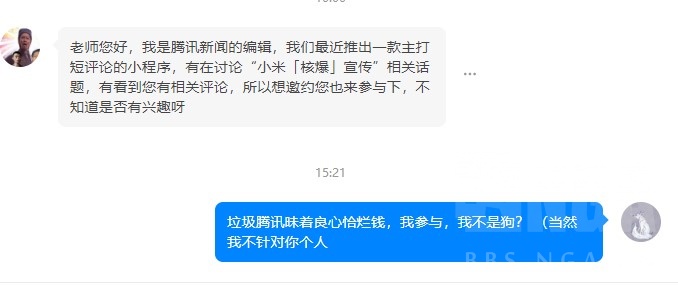 老师您好，我是腾讯新闻的编辑，我们最近推出一款主打
短评论的小程序，有在讨论“小米「核爆」宣传”相关话
题，有看到您有相关评论，所以想邀约您也来参与下，不
知道是否有兴趣呀
15:21
垃圾腾讯昧着良心恰烂钱，我参与，我不是狗？（当然
我不针对你个人
BBS.NGA